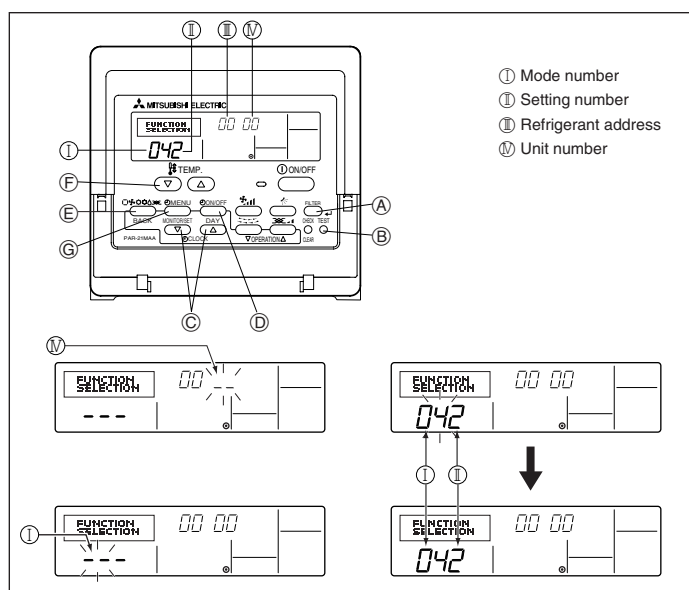 Ⅱ Ⅲ Ⅳ
Ⅰ Mode number
Ⅱ Setting number
Ⅲ Refrigerant address
Ⅳ Unit number
MITSUBISHI ELECTRIC
FUNCTION
SELECTION
00 00
Ⅰ
042
TEMP.
ON/OFF
F
E
MENU
ON/OFF
FILTER
A
BACK
MONITOR/SET
DAY
CHECK TEST
B
G
PAR-21MAA
CLOCK
OPERATION
CLEAR
C
D
Ⅳ
FUNCTION
SELECTION
00 --
---
FUNCTION
SELECTION
00 00
042
Ⅰ Ⅱ
Ⅰ
FUNCTION
SELECTION
00 00
---
FUNCTION
SELECTION
00 00
042